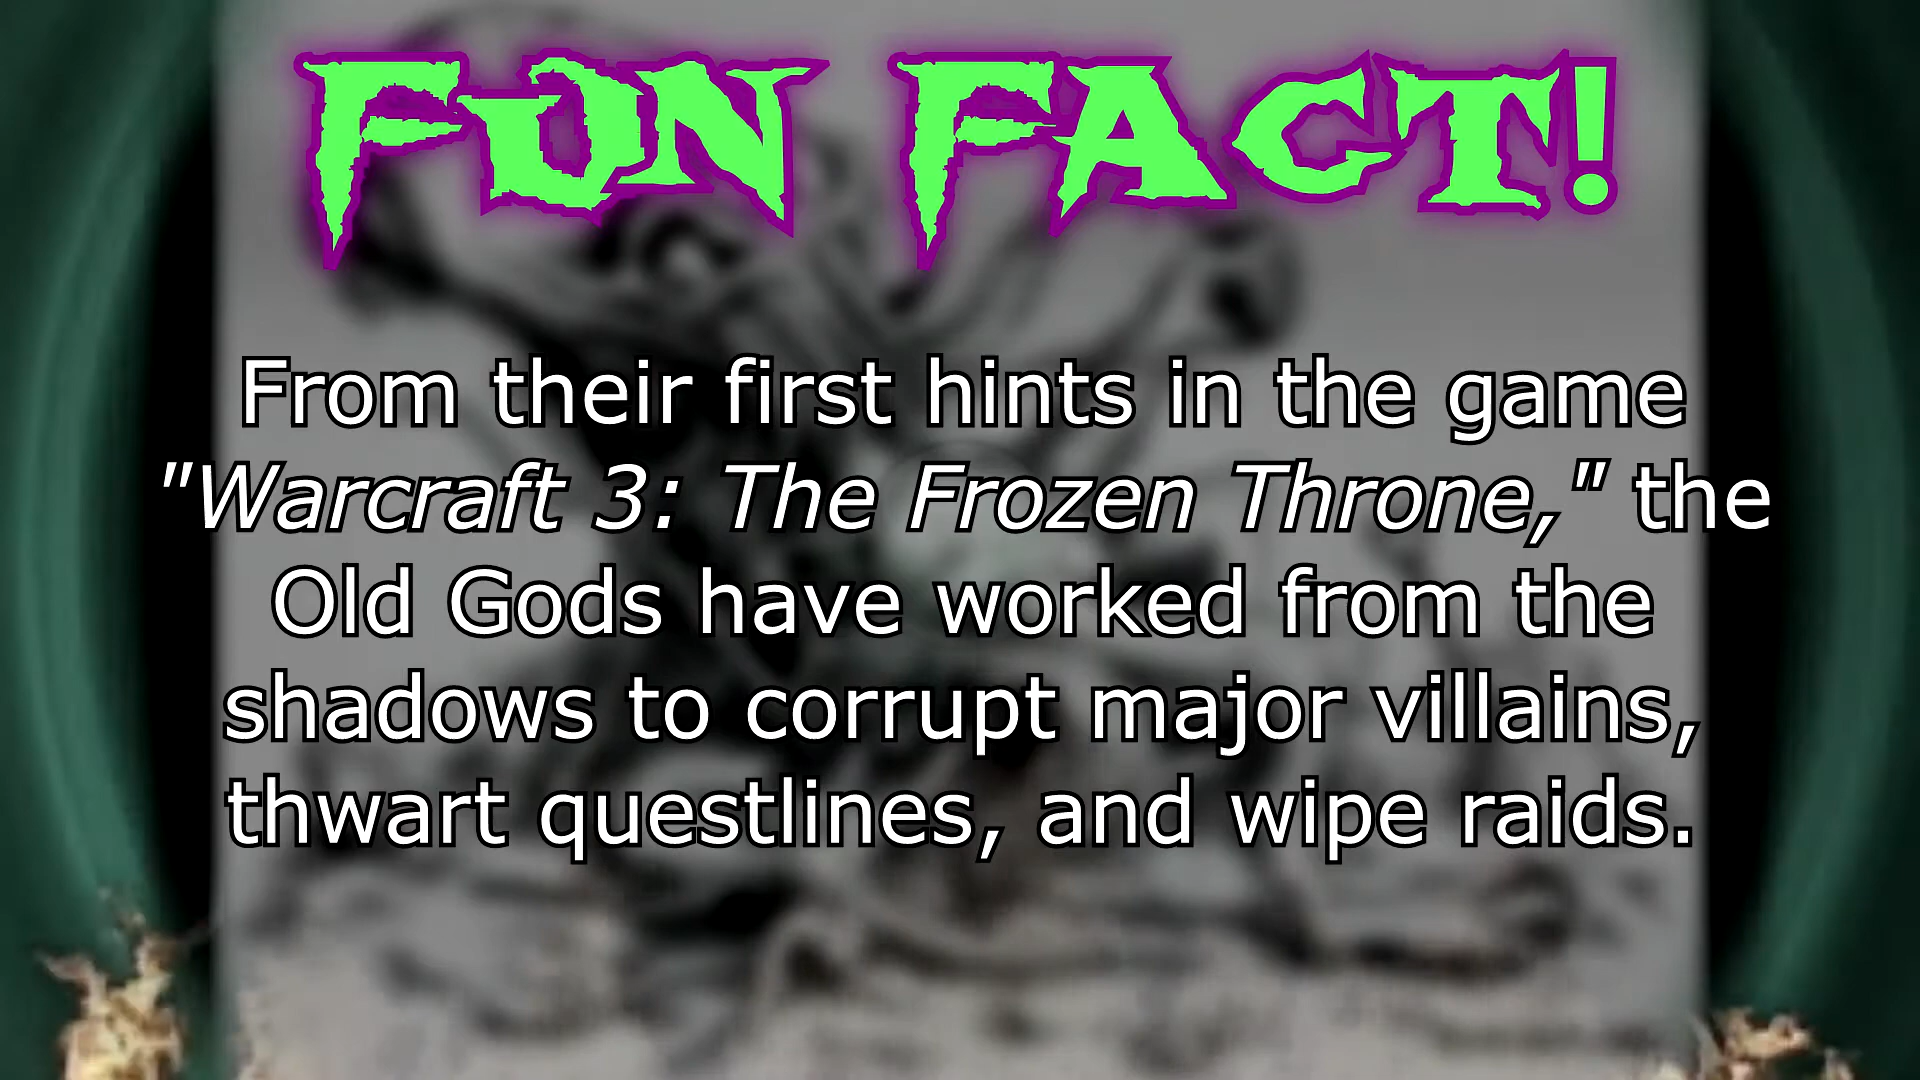 FUN FACT!
From their first hints in the game
"Warcraft 3: The Frozen Throne," the
Old Gods have worked from the
shadows to corrupt major villains,
thwart questlines, and wipe raids.